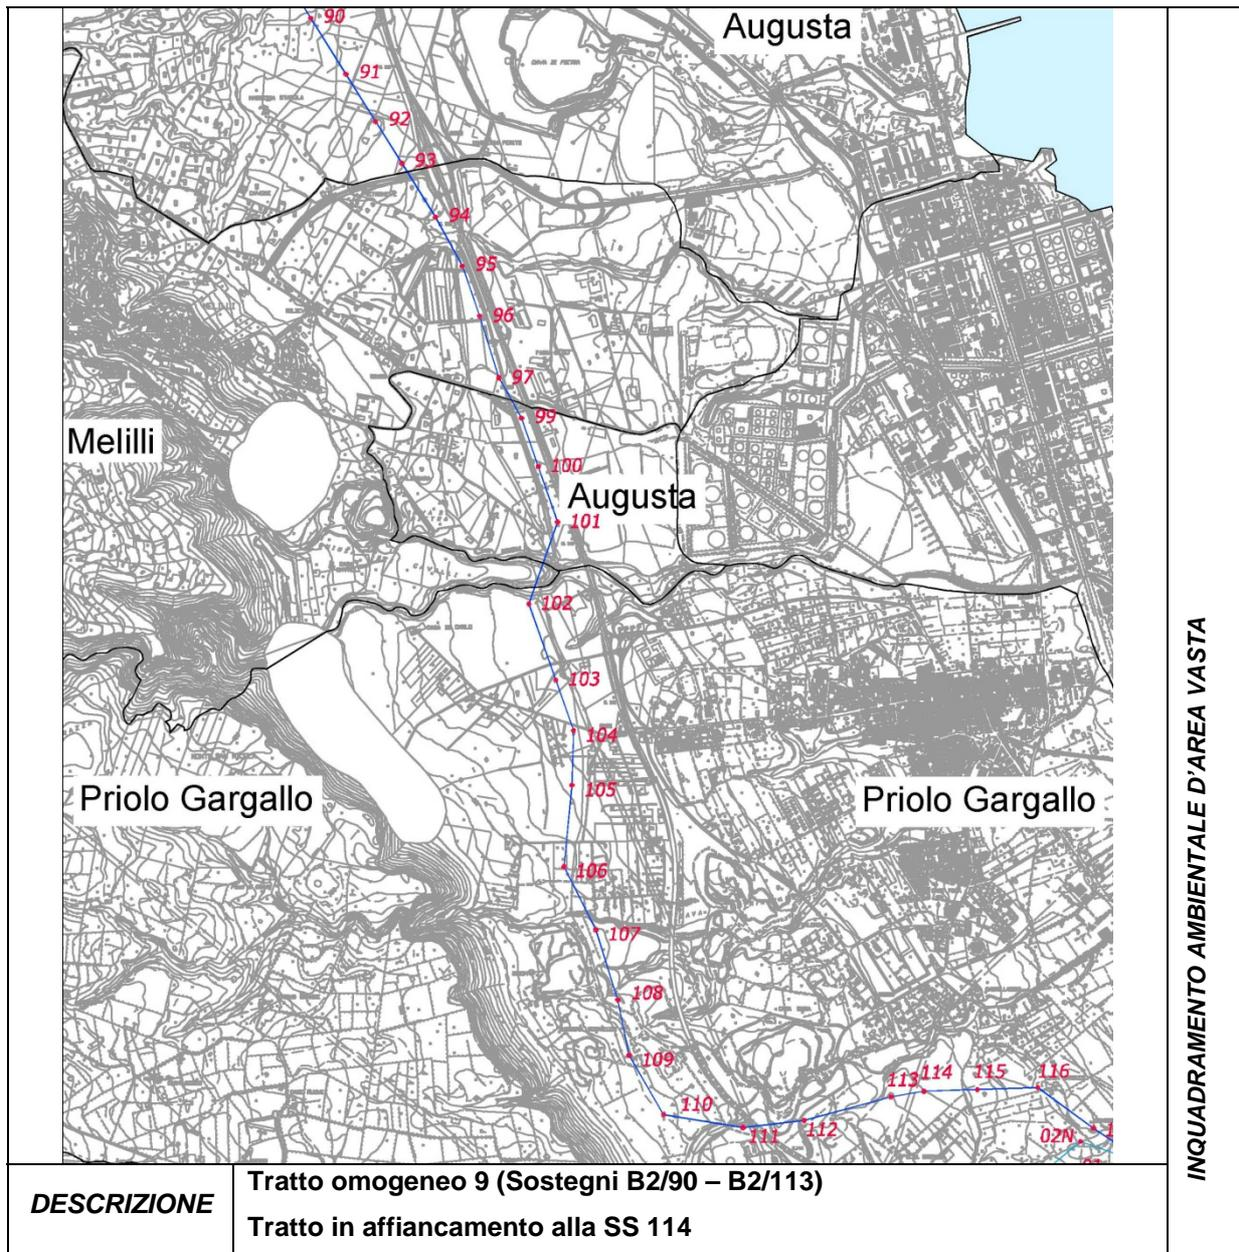 90
Augusta
91
92
93
94
95
96
97
99
Melilli
100
Augusta
101
102
103
104
105
Priolo Gargallo
Priolo Gargallo
106
107
108
109
110
111
112
113
114
115
116
02N
DESCRIZIONE
Tratto omogeneo 9 (Sostegni B2/90 – B2/113)
Tratto in affiancamento alla SS 114
INQUADRAMENTO AMBIENTALE D'AREA VASTA